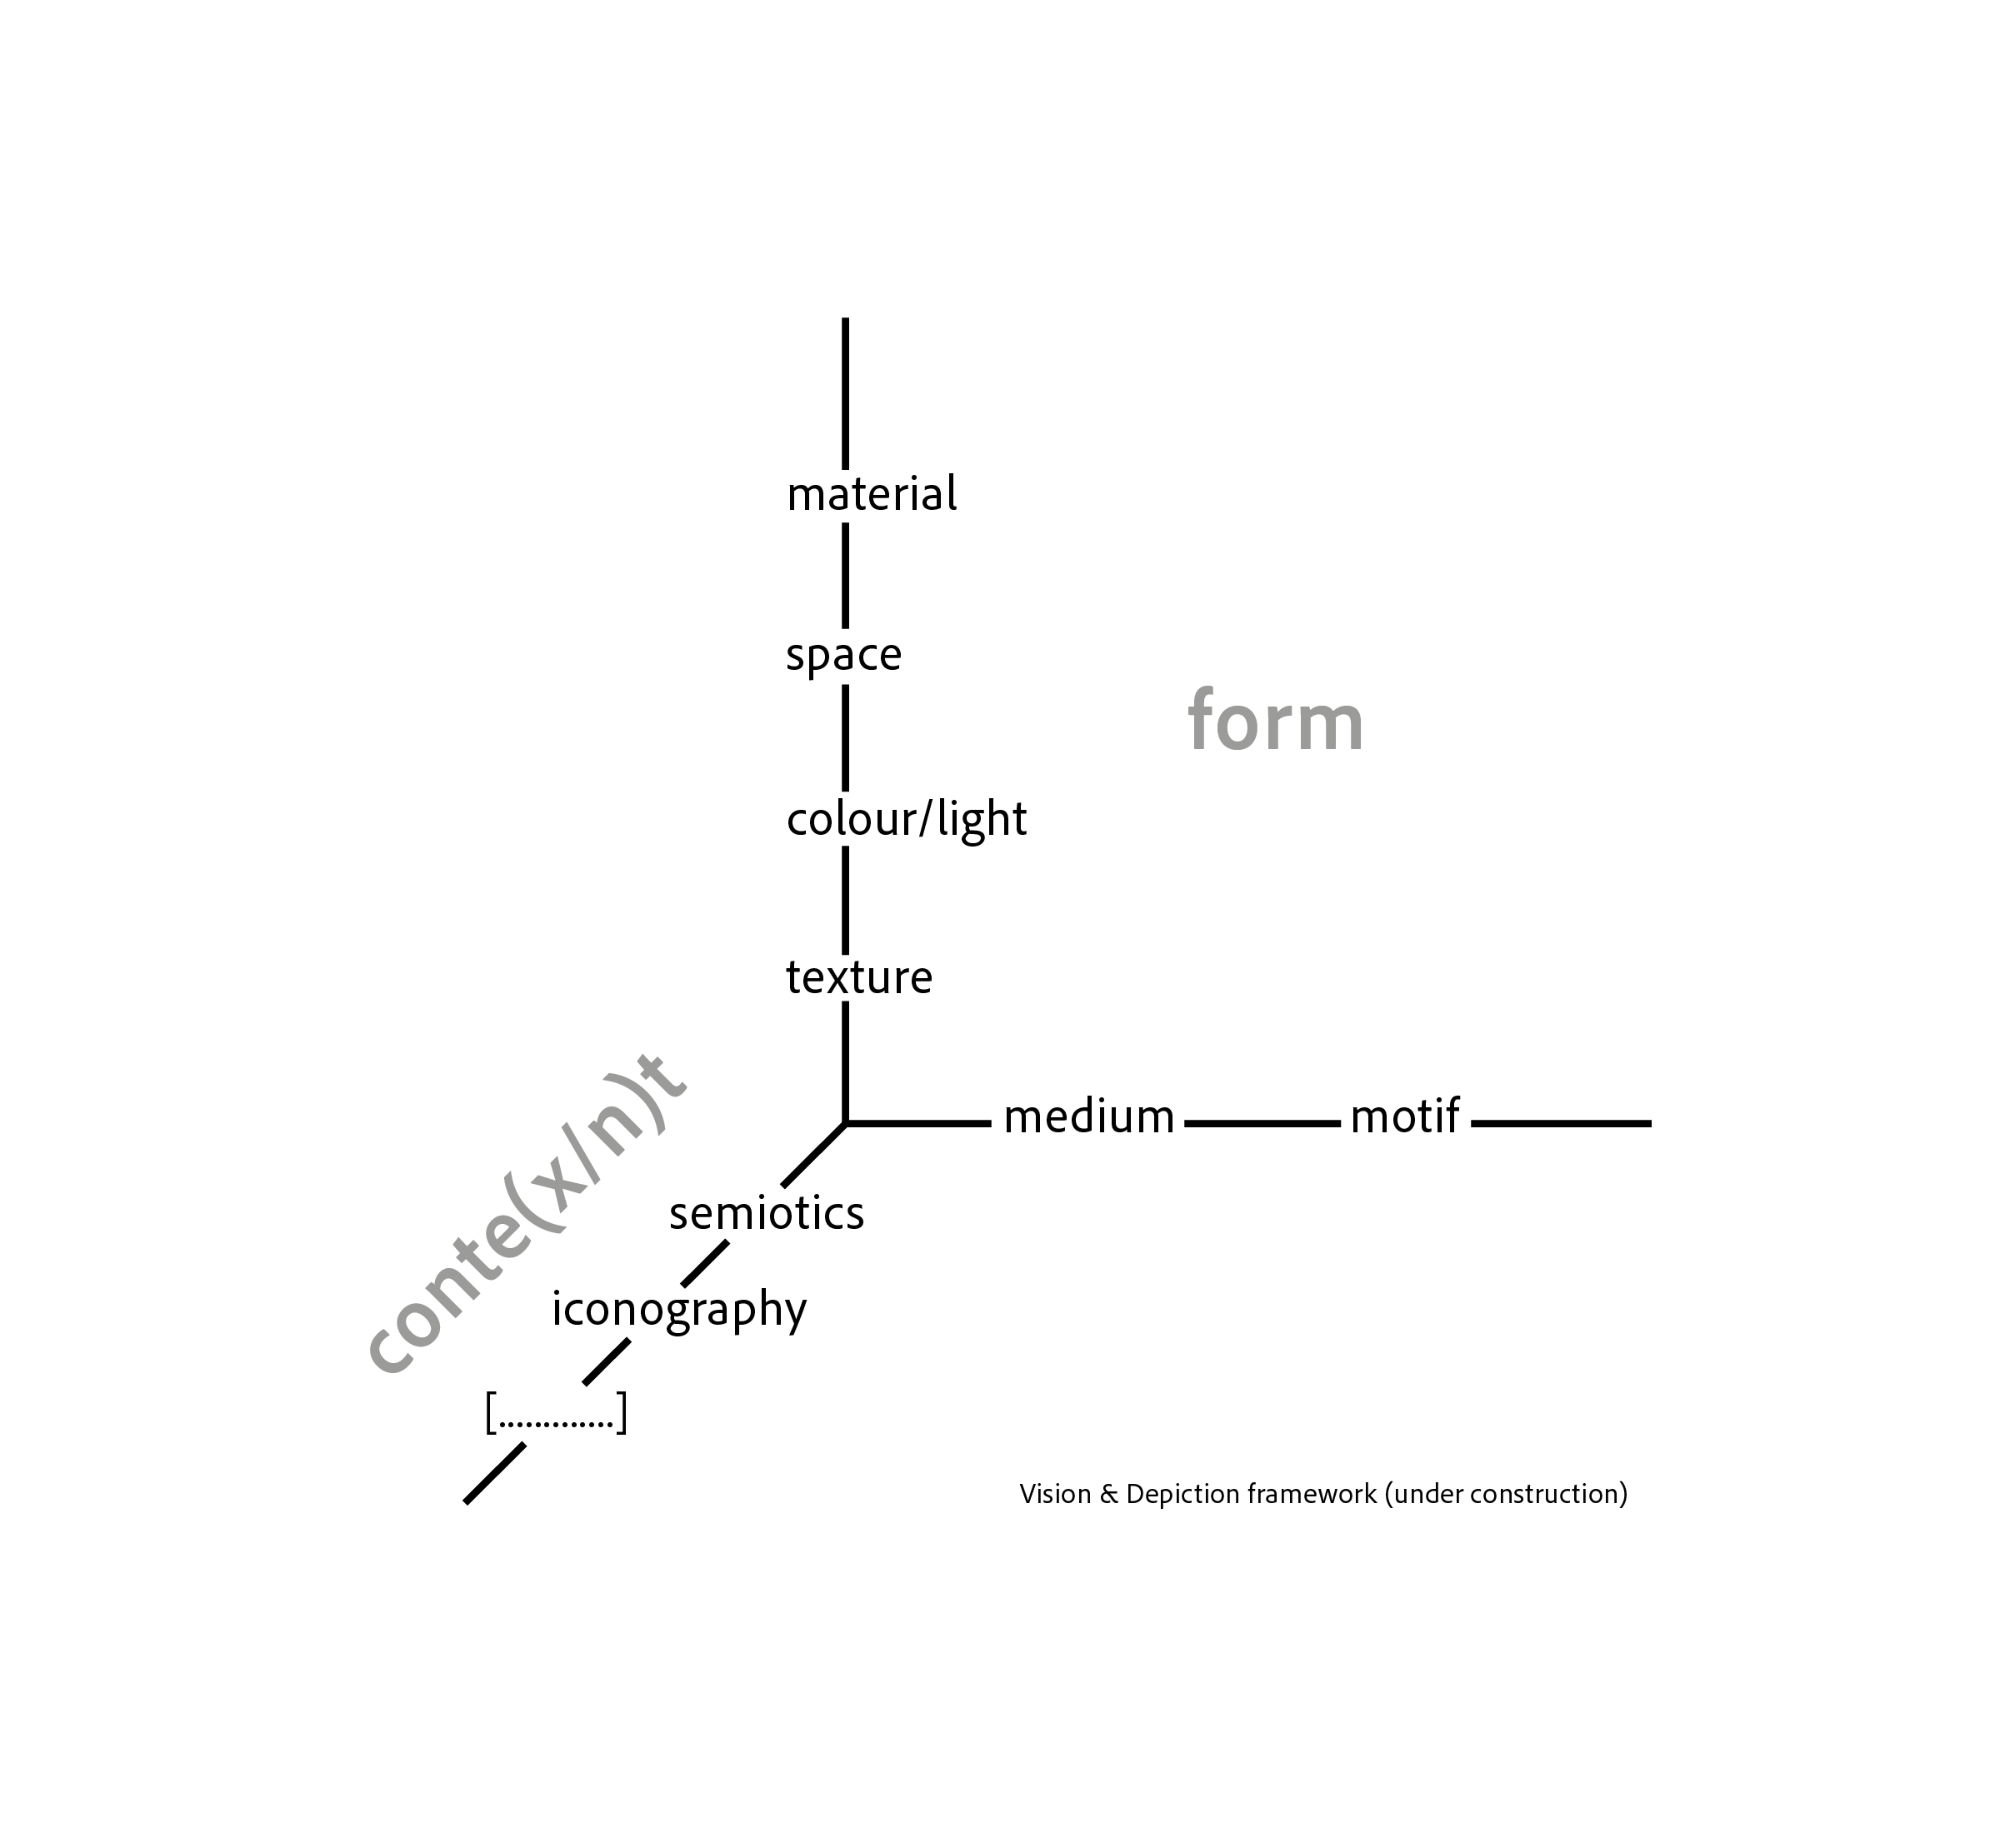 material
space
form
colour/light
texture
conte(x/n)t
medium
motif
semiotics
iconography
[.............]
Vision & Depiction framework (under construction)